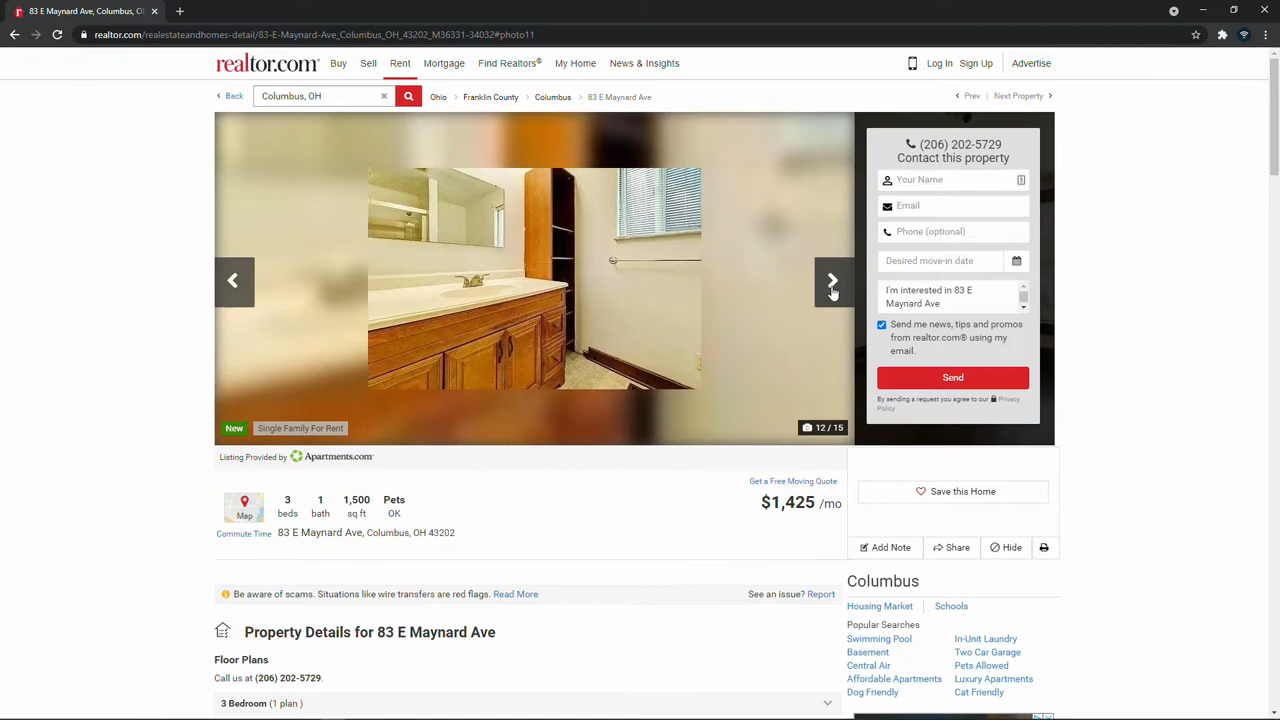 83 E Maynard Ave, Columbus, O
realtor.com/realestateandhomes-detail/83-E-Maynard-Ave_Columbus_OH_43202_M36331-34032#photo11
realtor.com® Buy Sell Rent Mortgage Find Realtors® My Home News & Insights Log In Sign Up Advertise
Back Columbus, OH Ohio Franklin County Columbus 83 E Maynard Ave Prev Next Property
(206) 202-5729
Contact this property
Your Name
Email
Phone (optional)
Desired move-in date
I'm interested in 83 E
Maynard Ave
Send me news, tips and promos
from realtor.com® using my
email.
Send
By sending a request you agree to our Privacy
Policy
New Single Family For Rent 12 / 15
Listing Provided by Apartments.com
Get a Free Moving Quote
Map 3 1 1,500 Pets
beds bath sq ft OK
$1,425 /mo
Commute Time 83 E Maynard Ave, Columbus, OH 43202
Save this Home
Add Note Share Hide
Be aware of scams. Situations like wire transfers are red flags. Read More See an issue? Report
Property Details for 83 E Maynard Ave
Floor Plans
Call us at (206) 202-5729.
3 Bedroom (1 plan )
Columbus
Housing Market Schools
Popular Searches
Swimming Pool In-Unit Laundry
Basement Two Car Garage
Central Air Pets Allowed
Affordable Apartments Luxury Apartments
Dog Friendly Cat Friendly